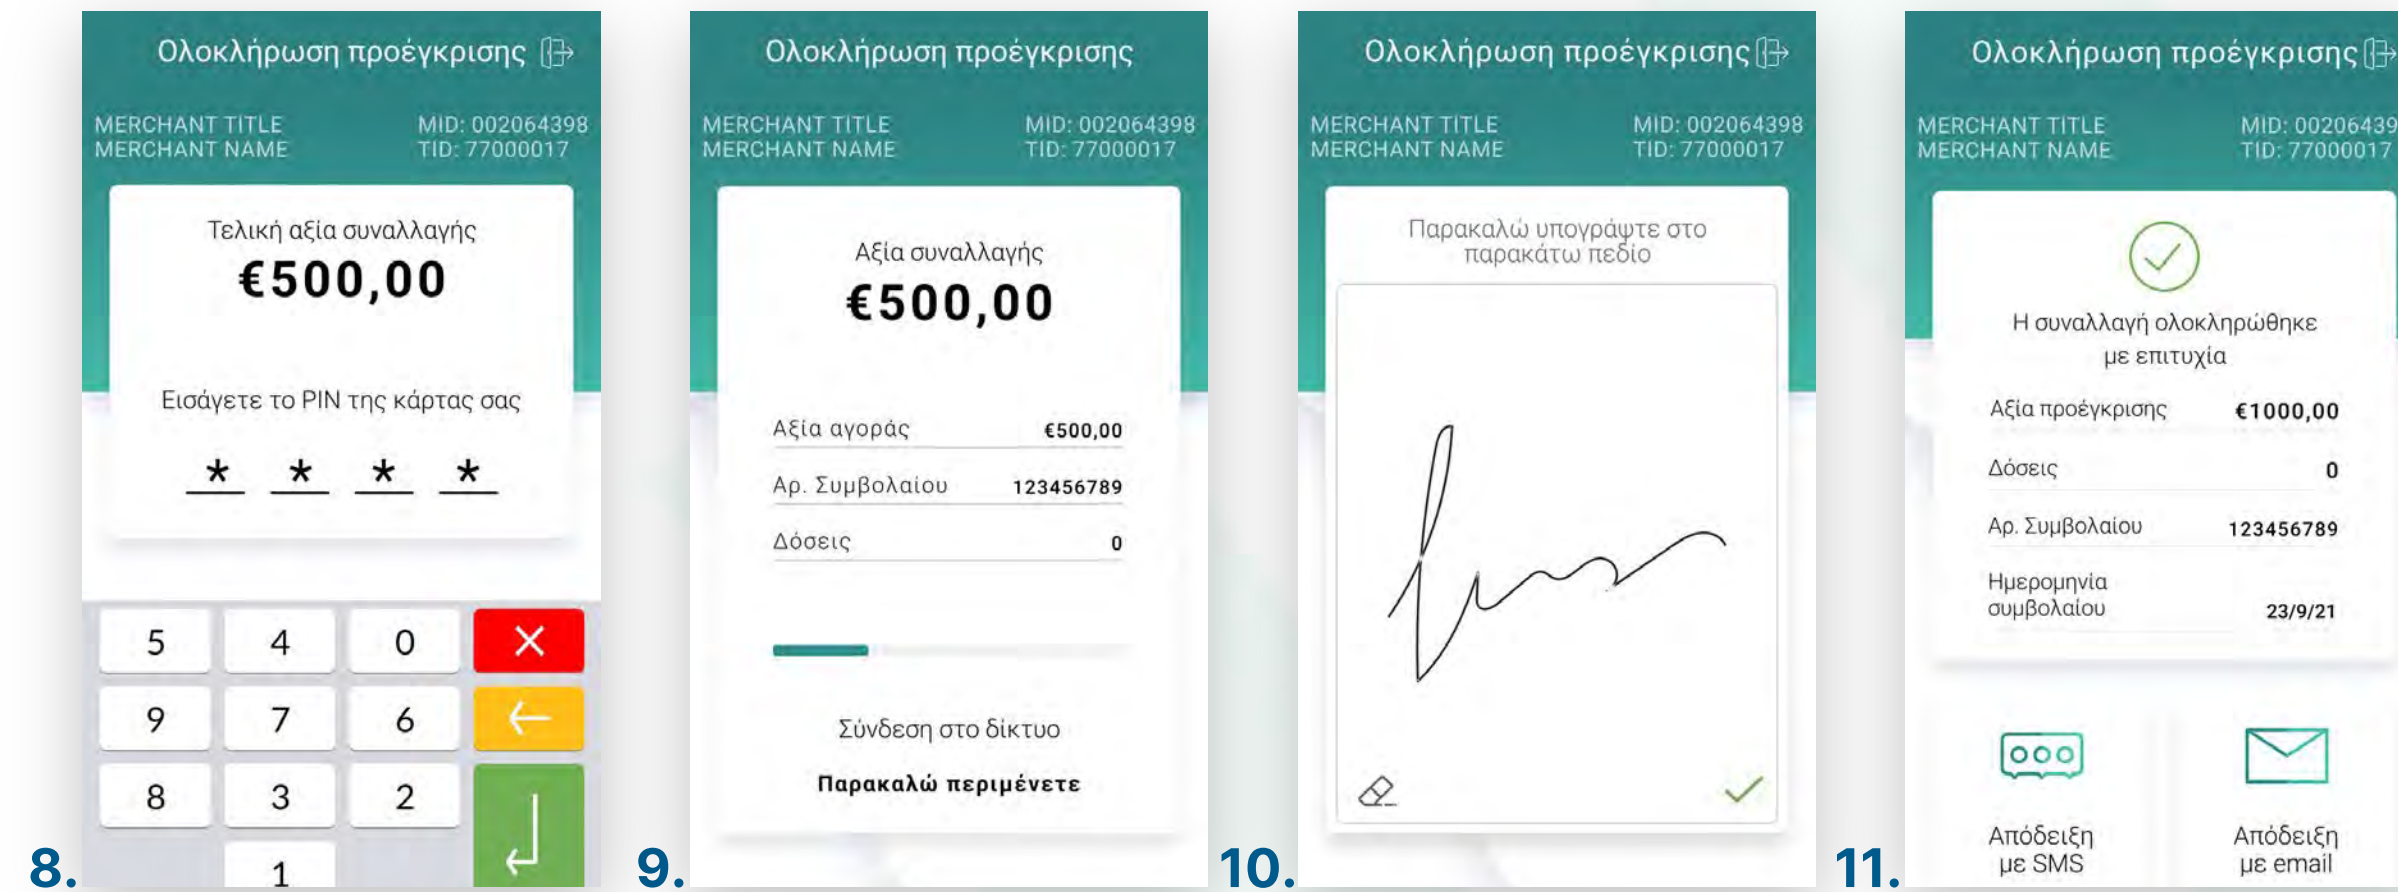 Ολοκλήρωση προέγκρισης
MERCHANT TITLE MID: 002064398
MERCHANT NAME TID: 77000017
Τελική αξία συναλλαγής
€500,00
Εισάγετε το PIN της κάρτας σας
* * * *
5 4 0
9 7 6
8 3 2
1
8.
Ολοκλήρωση προέγκρισης
MERCHANT TITLE MID: 002064398
MERCHANT NAME TID: 77000017
Αξία συναλλαγής
€500,00
Αξία αγοράς €500,00
Αρ. Συμβολαίου 123456789
Δόσεις 0
Σύνδεση στο δίκτυο
Παρακαλώ περιμένετε
9.
Ολοκλήρωση προέγκρισης
MERCHANT TITLE MID: 002064398
MERCHANT NAME TID: 77000017
Παρακαλώ υπογράψτε στο
παρακάτω πεδίο
10.
Ολοκλήρωση προέγκρισης
MERCHANT TITLE MID: 00206439
MERCHANT NAME TID: 77000017
Η συναλλαγή ολοκληρώθηκε
με επιτυχία
Αξία προέγκρισης €1000,00
Δόσεις 0
Αρ. Συμβολαίου 123456789
Ημερομηνία
συμβολαίου 23/9/21
Απόδειξη Απόδειξη
με SMS με email
11.